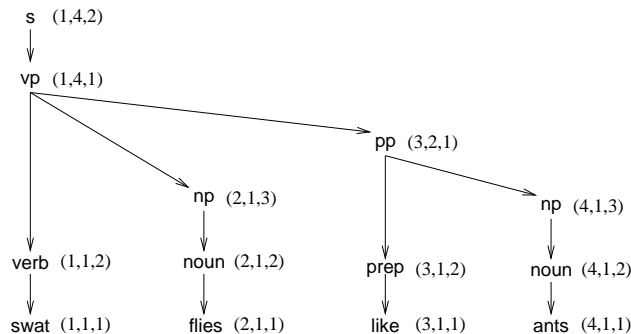 s (1,4,2)
vp (1,4,1)
pp (3,2,1)
np (2,1,3)
np (4,1,3)
verb (1,1,2) noun (2,1,2) prep (3,1,2) noun (4,1,2)
swat (1,1,1) flies (2,1,1) like (3,1,1) ants (4,1,1)